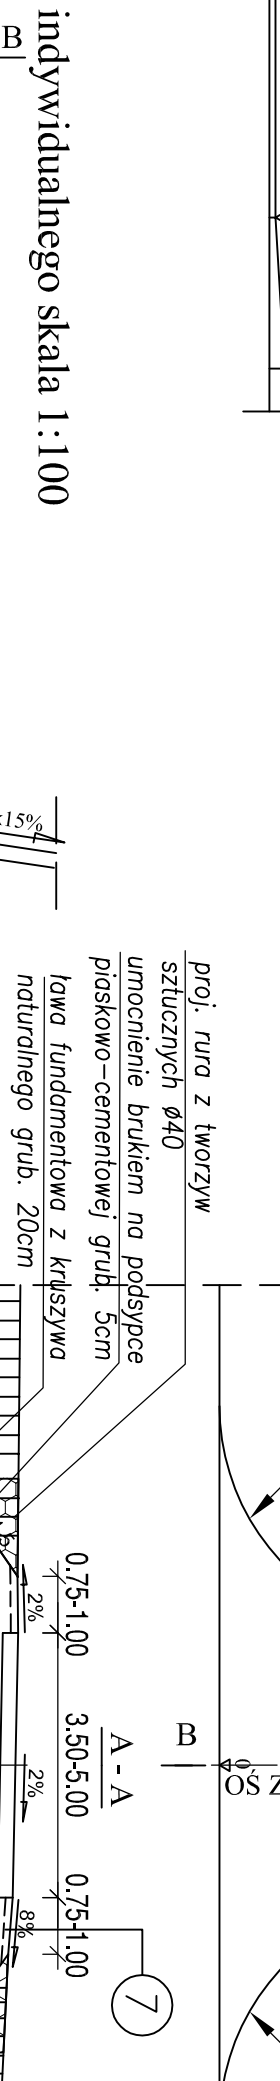 B
indywidualnego skala 1:100
x15%
proj. rura z tworzyw
sztucznych ø40
umocnienie brukiem na podsypce
piaskowo-cementowej grub. 5cm
ława fundamentowa z kruszywa
naturalnego grub. 20cm
B
OŚ Z
A - A
0.75-1.00
3.50-5.00
0.75-1.00
2%
2%
8%
7